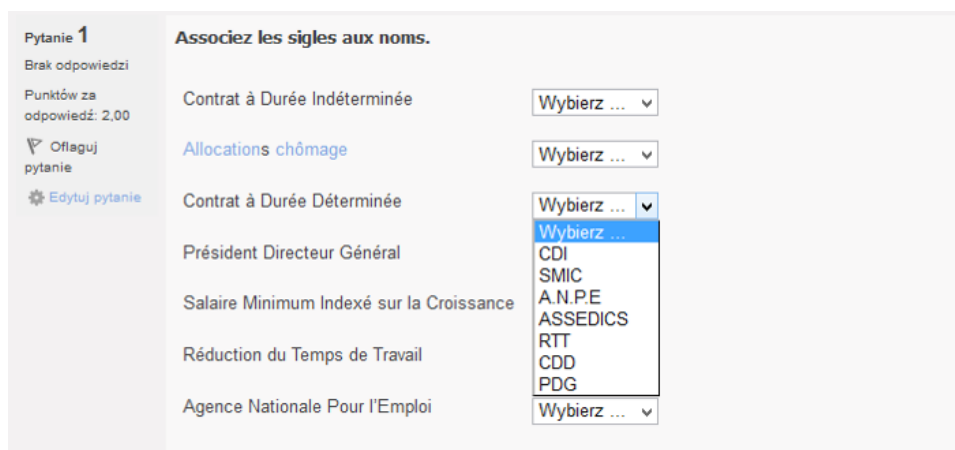 Pytanie 1
Brak odpowiedzi
Punktów za
odpowiedź: 2,00
Oflaguj
pytanie
Edytuj pytanie
Associez les sigles aux noms.
Contrat à Durée Indéterminée
Wybierz ...
Allocations chômage
Wybierz ...
Contrat à Durée Déterminée
Wybierz ...
Wybierz ...
CDI
SMIC
A.N.P.E
ASSEDICS
RTT
CDD
PDG
Président Directeur Général
Salaire Minimum Indexé sur la Croissance
Réduction du Temps de Travail
Agence Nationale Pour l'Emploi
Wybierz ...